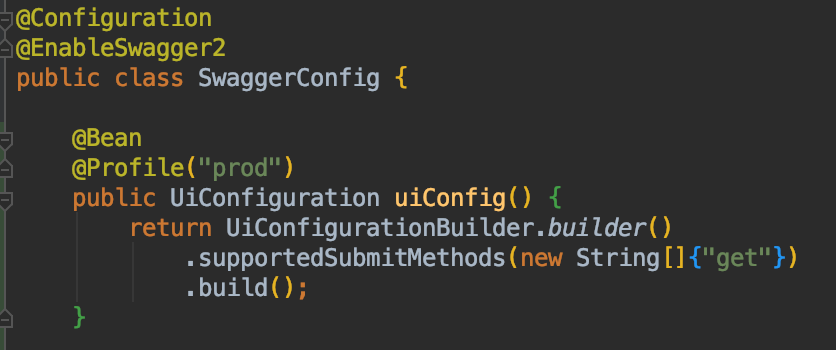 @Configuration
@EnableSwagger2
public class SwaggerConfig {
@Bean
@Profile("prod")
public UiConfiguration uiConfig() {
return UiConfigurationBuilder.builder()
.supportedSubmitMethods(new String[]{"get"})
.build();
}